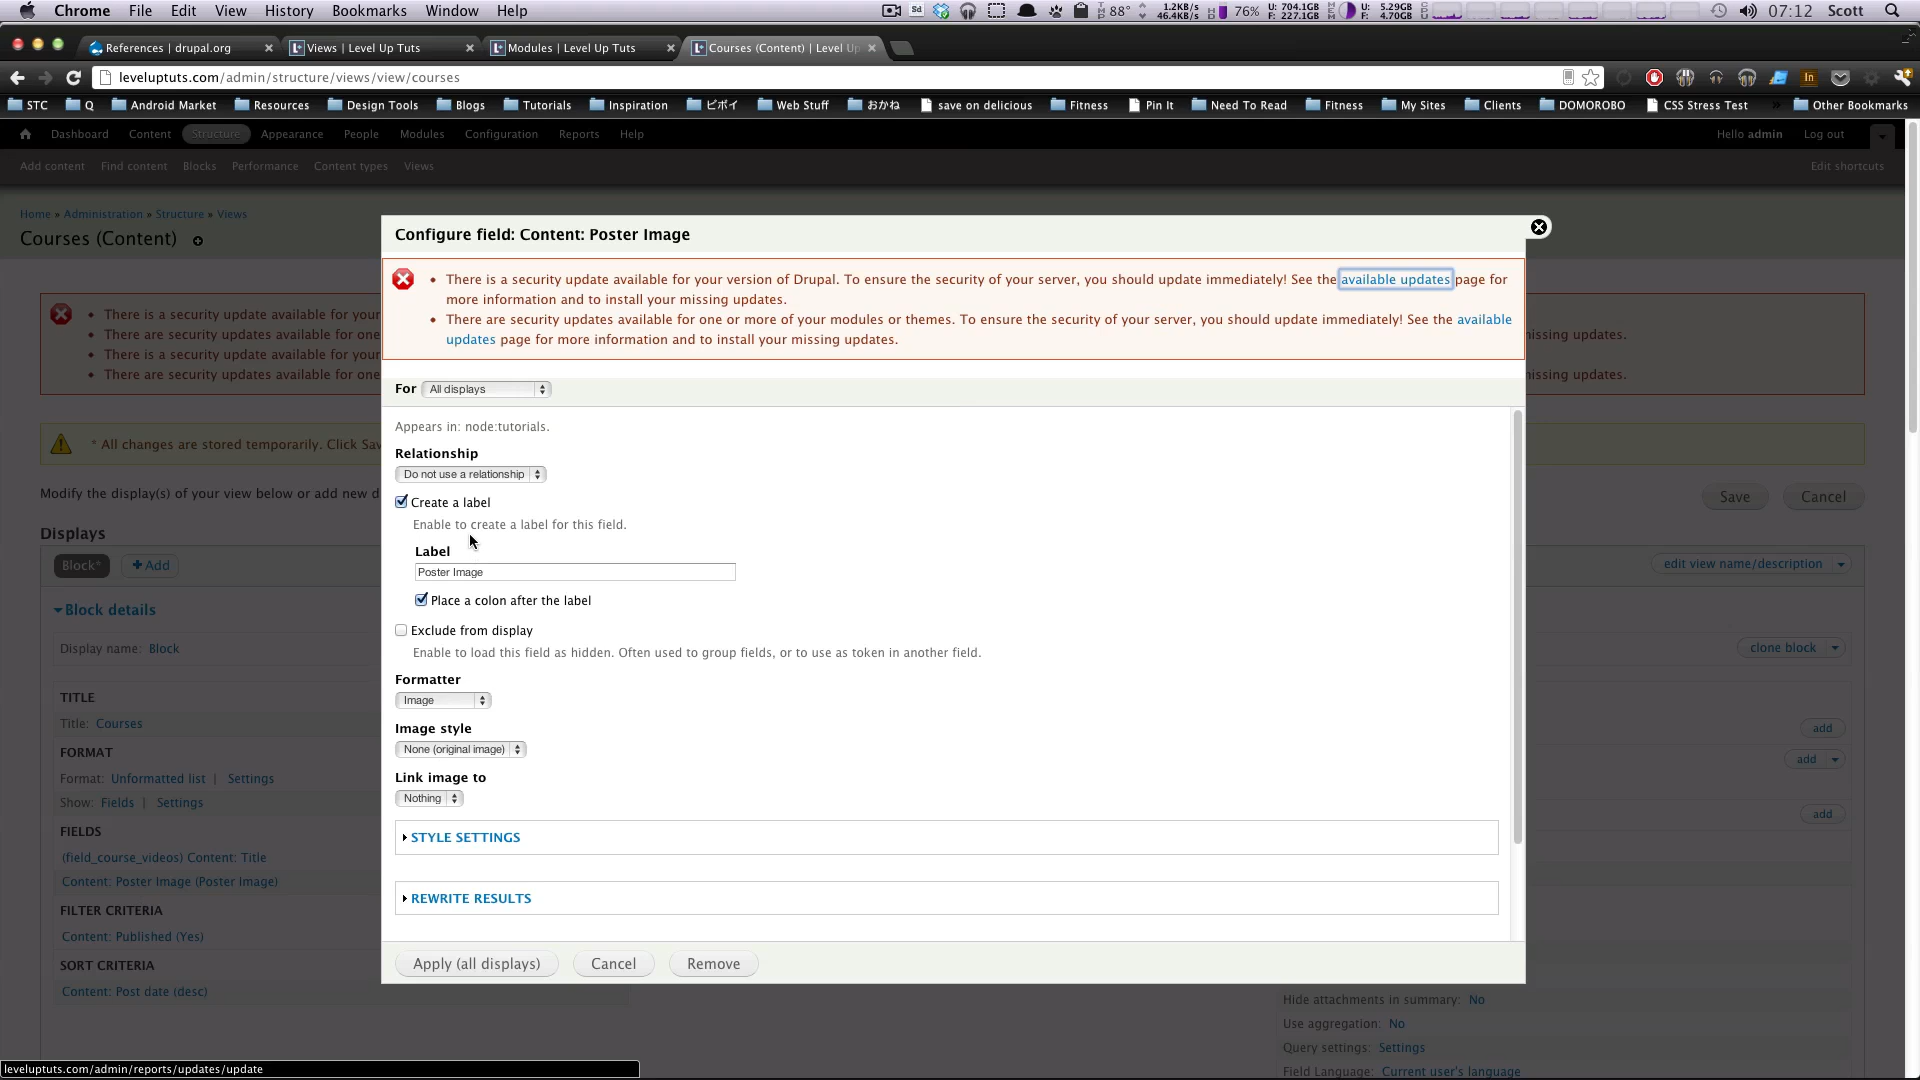 Chrome File Edit View History Bookmarks Window Help 88° 1.2KB/s 46.4KB/s 76% U: 704.1GB F: 227.1GB U: 5.29GB F: 4.70GB 07:12 Scott
References | drupal.org Views | Level Up Tuts Modules | Level Up Tuts Courses (Content) | Level Up
leveluptuts.com/admin/structure/views/view/courses
STC Q Android Market Resources Design Tools Blogs Tutorials Inspiration ビボイ Web Stuff おかね save on delicious Fitness Pin It Need To Read Fitness My Sites Clients DOMOROBO CSS Stress Test » Other Bookmarks
Dashboard Content Structure Appearance People Modules Configuration Reports Help Hello admin Log out
Add content Find content Blocks Performance Content types Views Edit shortcuts
Home » Administration » Structure » Views
Courses (Content)
Configure field: Content: Poster Image
• There is a security update available for your version of Drupal. To ensure the security of your server, you should update immediately! See the available updates page for
more information and to install your missing updates.
• There are security updates available for one or more of your modules or themes. To ensure the security of your server, you should update immediately! See the available
updates page for more information and to install your missing updates.
• There is a security update available for your
• There are security updates available for one missing updates.
• There is a security update available for your
• There are security updates available for one missing updates.
For All displays
Appears in: node:tutorials.
* All changes are stored temporarily. Click Sav
Relationship
Do not use a relationship
Modify the display(s) of your view below or add new d Save Cancel
Create a label
Enable to create a label for this field.
Displays
Label
Block* Add edit view name/description
Poster Image
Place a colon after the label
Block details
Exclude from display
Display name: Block clone block
Enable to load this field as hidden. Often used to group fields, or to use as token in another field.
Formatter
Image
TITLE
Title: Courses add
Image style
None (original image)
FORMAT add
Format: Unformatted list | Settings
Link image to
Nothing
Show: Fields | Settings
add
FIELDS
STYLE SETTINGS
(field_course_videos) Content: Title
Content: Poster Image (Poster Image)
REWRITE RESULTS
FILTER CRITERIA
Content: Published (Yes)
SORT CRITERIA
Apply (all displays) Cancel Remove
Content: Post date (desc)
Hide attachments in summary: No
Use aggregation: No
Query settings: Settings
Field Language: Current user's language
leveluptuts.com/admin/reports/updates/update